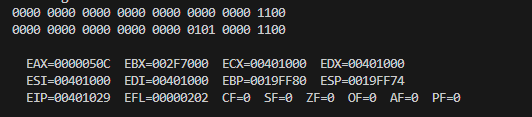 0000 0000 0000 0000 0000 0000 0000 1100
0000 0000 0000 0000 0000 0101 0000 1100
EAX=0000050C EBX=002F7000 ECX=00401000 EDX=00401000
ESI=00401000 EDI=00401000 EBP=0019FF80 ESP=0019FF74
EIP=00401029 EFL=00000202 CF=0 SF=0 ZF=0 OF=0 AF=0 PF=0